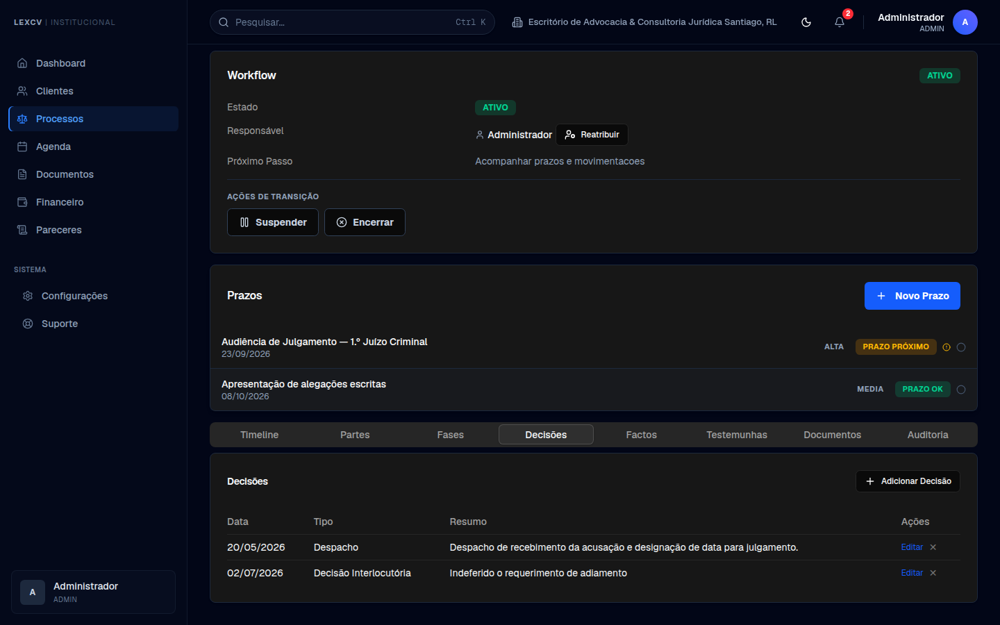 LEXCV | INSTITUCIONAL
Pesquisar... Ctrl K
Escritório de Advocacia & Consultoria Jurídica Santiago, RL
2
Administrador
ADMIN
A
Dashboard
Clientes
Processos
Agenda
Documentos
Financeiro
Pareceres
SISTEMA
Configurações
Suporte
A
Administrador
ADMIN
Workflow ATIVO
Estado ATIVO
Responsável Administrador Reatribuir
Próximo Passo Acompanhar prazos e movimentacoes
AÇÕES DE TRANSIÇÃO
Suspender Encerrar
Prazos + Novo Prazo
Audiência de Julgamento — 1.º Juízo Criminal
23/09/2026
ALTA PRAZO PRÓXIMO
Apresentação de alegações escritas
08/10/2026
MEDIA PRAZO OK
Timeline Partes Fases Decisões Factos Testemunhas Documentos Auditoria
Decisões + Adicionar Decisão
Data Tipo Resumo Ações
20/05/2026 Despacho Despacho de recebimento da acusação e designação de data para julgamento. Editar ✕
02/07/2026 Decisão Interlocutória Indeferido o requerimento de adiamento Editar ✕